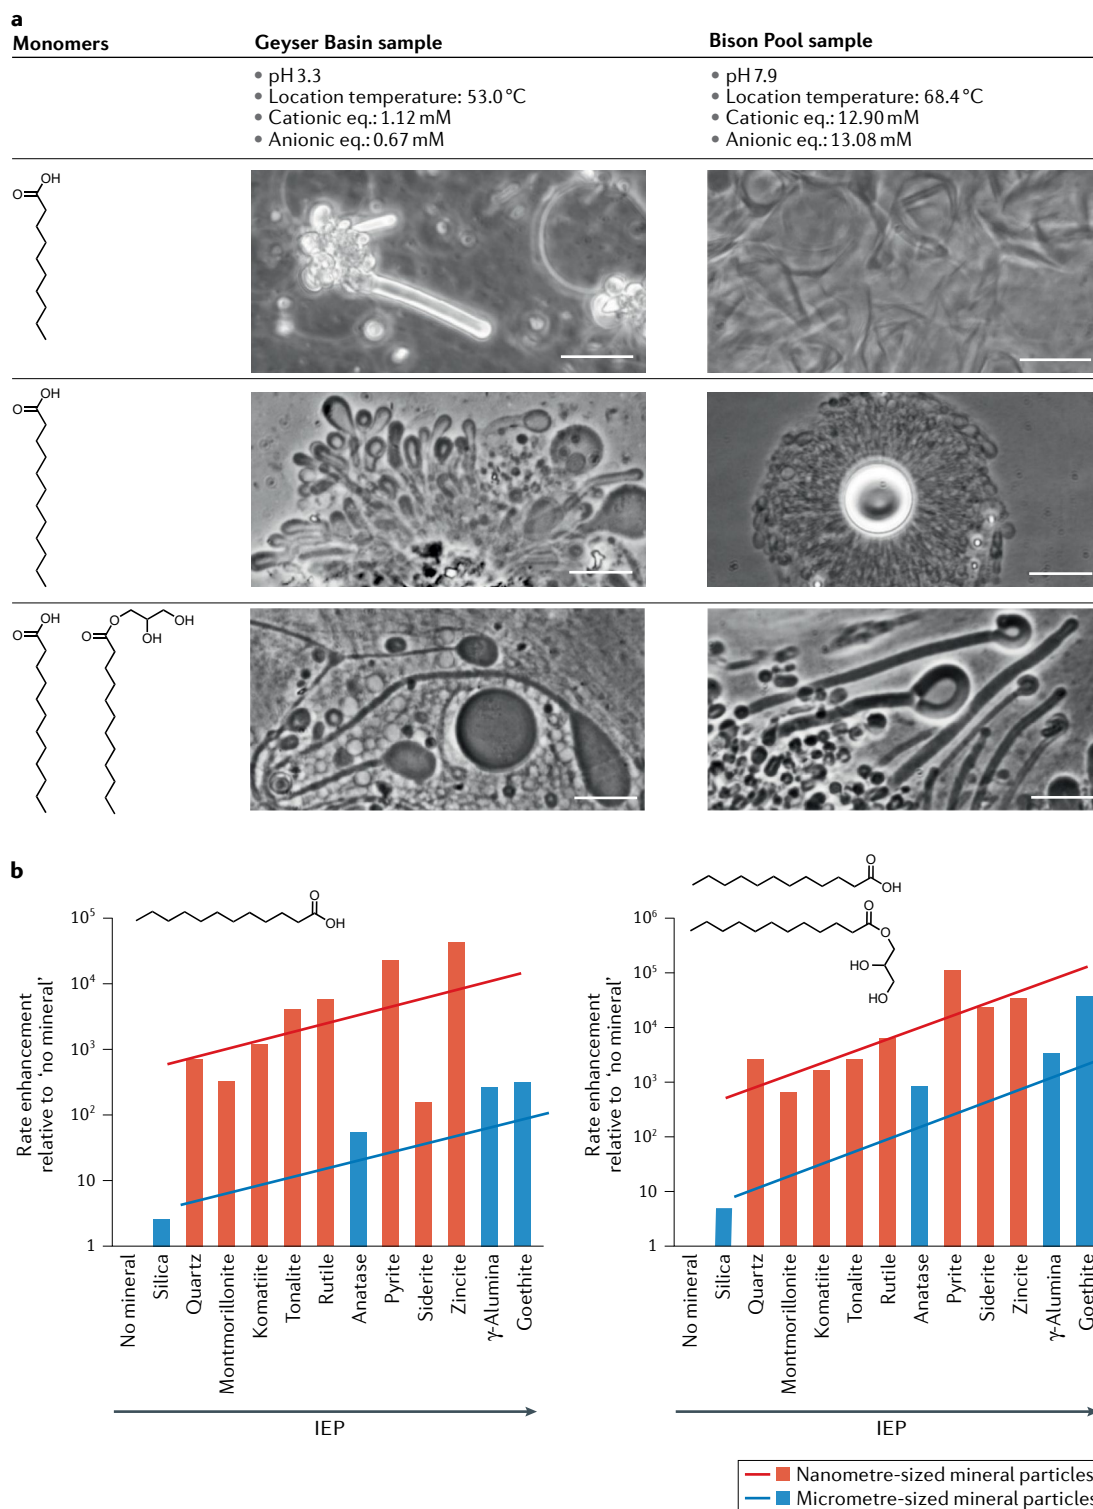 a
Monomers
Geyser Basin sample
Bison Pool sample
• pH 3.3
• Location temperature: 53.0 °C
• Cationic eq.: 1.12 mM
• Anionic eq.: 0.67 mM
• pH 7.9
• Location temperature: 68.4 °C
• Cationic eq.: 12.90 mM
• Anionic eq.: 13.08 mM
OH
O
OH
O
OH
O
O
O
OH
OH
b
O
OH
Rate enhancement
relative to ‘no mineral’
10⁵
10⁴
10³
10²
10
1
No mineral
Silica
Quartz
Montmorillonite
Komatiite
Tonalite
Rutile
Anatase
Pyrite
Siderite
Zincite
γ-Alumina
Goethite
IEP
O
OH
O
O
HO
HO
Rate enhancement
relative to ‘no mineral’
10⁶
10⁵
10⁴
10³
10²
10
1
No mineral
Silica
Quartz
Montmorillonite
Komatiite
Tonalite
Rutile
Anatase
Pyrite
Siderite
Zincite
γ-Alumina
Goethite
IEP
Nanometre-sized mineral particles
Micrometre-sized mineral particles